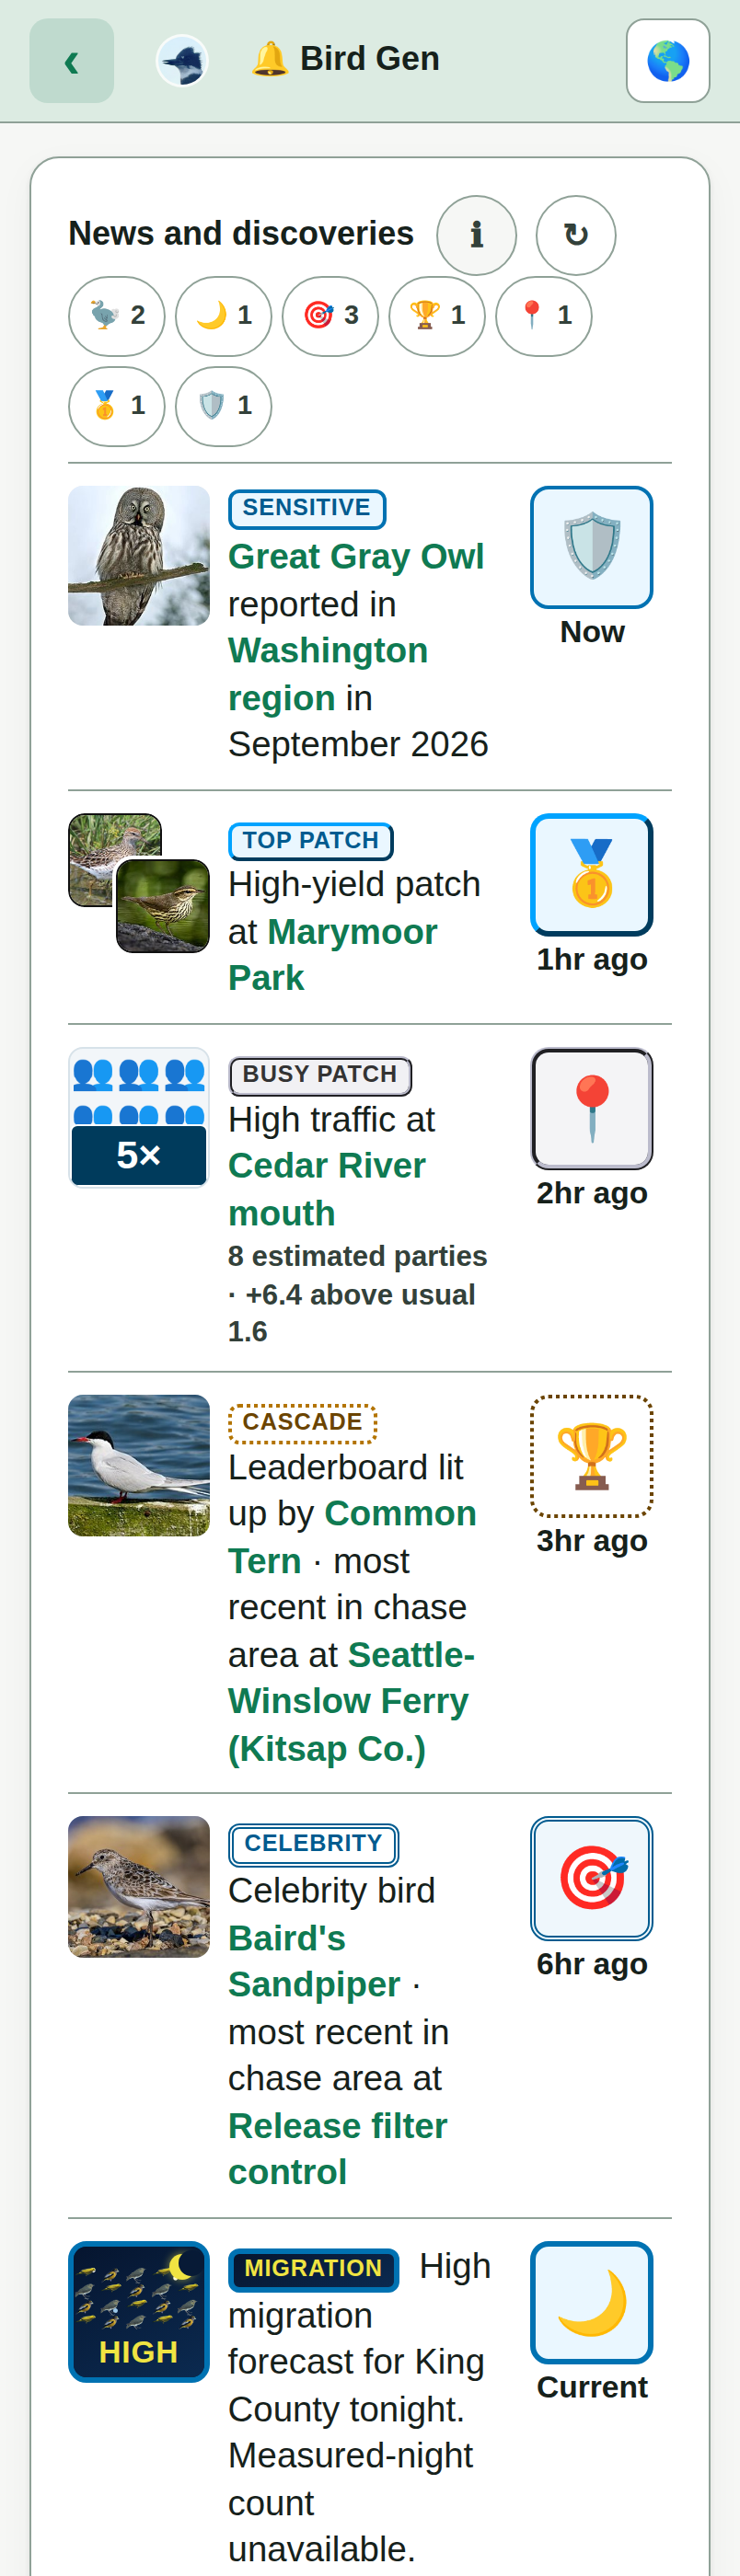 ‹ 🔔 Bird Gen 🌎
News and discoveries ℹ ↻
🦤 2 🌙 1 🎯 3 🏆 1 📍 1
🥇 1 🛡️ 1
SENSITIVE
Great Gray Owl
reported in
Washington
region in
September 2026
Now
TOP PATCH
High-yield patch
at Marymoor
Park
1hr ago
5×
BUSY PATCH
High traffic at
Cedar River
mouth
8 estimated parties
· +6.4 above usual
1.6
2hr ago
CASCADE
Leaderboard lit
up by Common
Tern · most
recent in chase
area at Seattle-
Winslow Ferry
(Kitsap Co.)
3hr ago
CELEBRITY
Celebrity bird
Baird's
Sandpiper ·
most recent in
chase area at
Release filter
control
6hr ago
HIGH
MIGRATION High
migration
forecast for King
County tonight.
Measured-night
count
unavailable.
Current